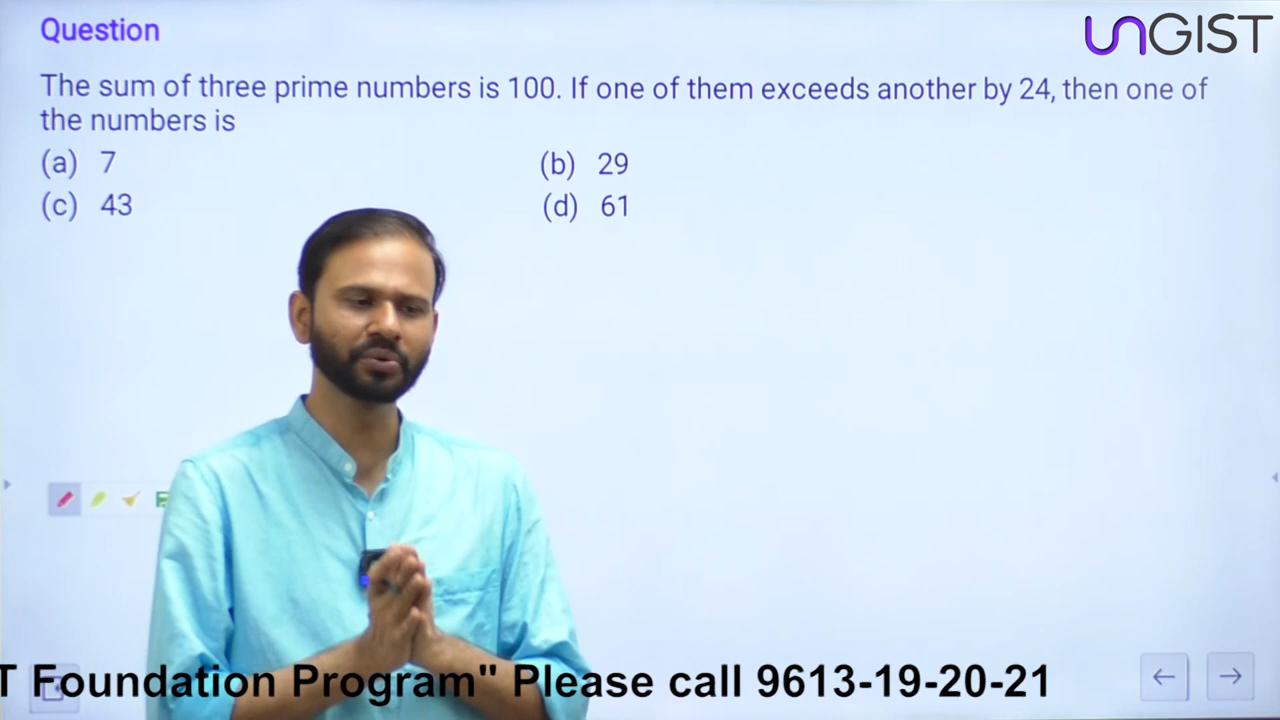 Question
UNGIST
The sum of three prime numbers is 100. If one of them exceeds another by 24, then one of
the numbers is
(a) 7
(b) 29
(c) 43
(d) 61
T Foundation Program" Please call 9613-19-20-21